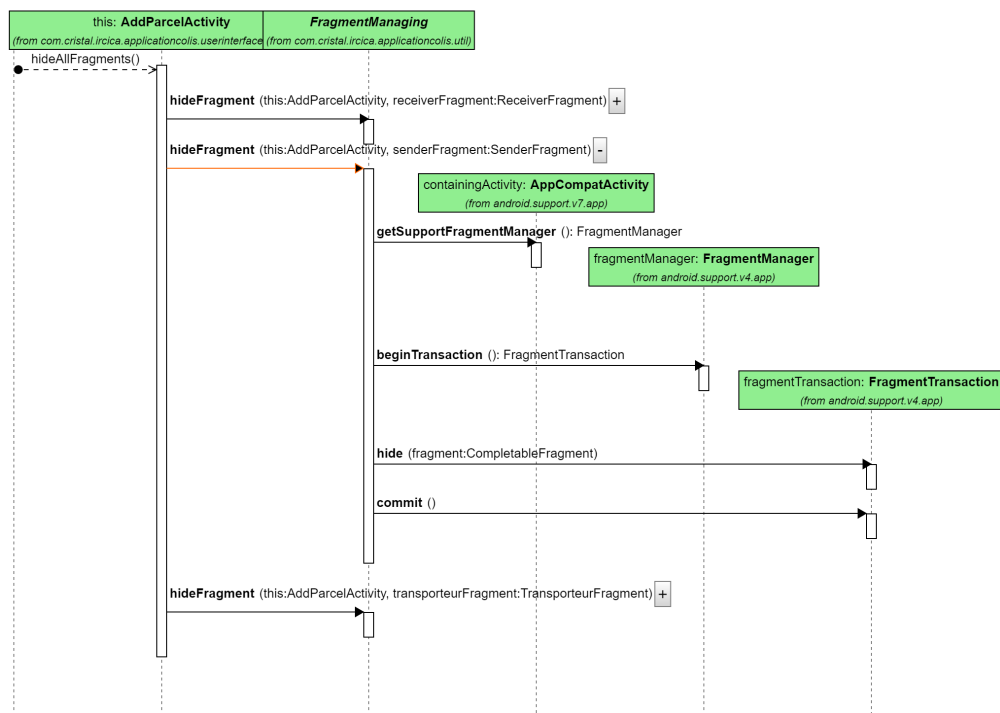 this: AddParcelActivity
(from com.cristal.ircica.applicationcolis.userinterface
FragmentManaging
(from com.cristal.ircica.applicationcolis.util)
hideAllFragments()
hideFragment (this:AddParcelActivity, receiverFragment:ReceiverFragment) +
hideFragment (this:AddParcelActivity, senderFragment:SenderFragment) -
containingActivity: AppCompatActivity
(from android.support.v7.app)
getSupportFragmentManager (): FragmentManager
fragmentManager: FragmentManager
(from android.support.v4.app)
beginTransaction (): FragmentTransaction
fragmentTransaction: FragmentTransaction
(from android.support.v4.app)
hide (fragment:CompletableFragment)
commit ()
hideFragment (this:AddParcelActivity, transporteurFragment:TransporteurFragment) +